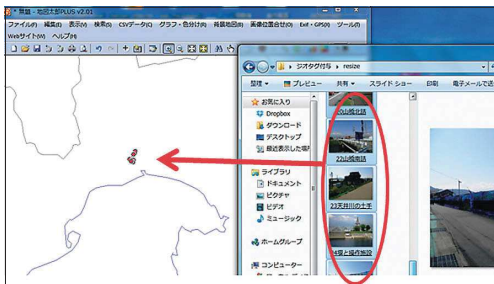 * 無題 - 地図太郎PLUS v2.01
ファイル(F) 編集(E) 表示(V) 検索(S) CSVデータ(C) グラフ・色分け(R) 背景地図(B) 画像位置合せ(O) Exif・GPS(X) ツール(T)
Webサイト(W) ヘルプ(H)
ジオタグ付与 ▸ resize
整理 ▾ プレビュー 共有 ▾ スライド ショー 印刷 電子メールで送
お気に入り
Dropbox
ダウンロード
デスクトップ
最近表示した場所
ライブラリ
ドキュメント
ピクチャ
ビデオ
ミュージック
ホームグループ
コンピューター
22山橋南詰
23天井川の土手